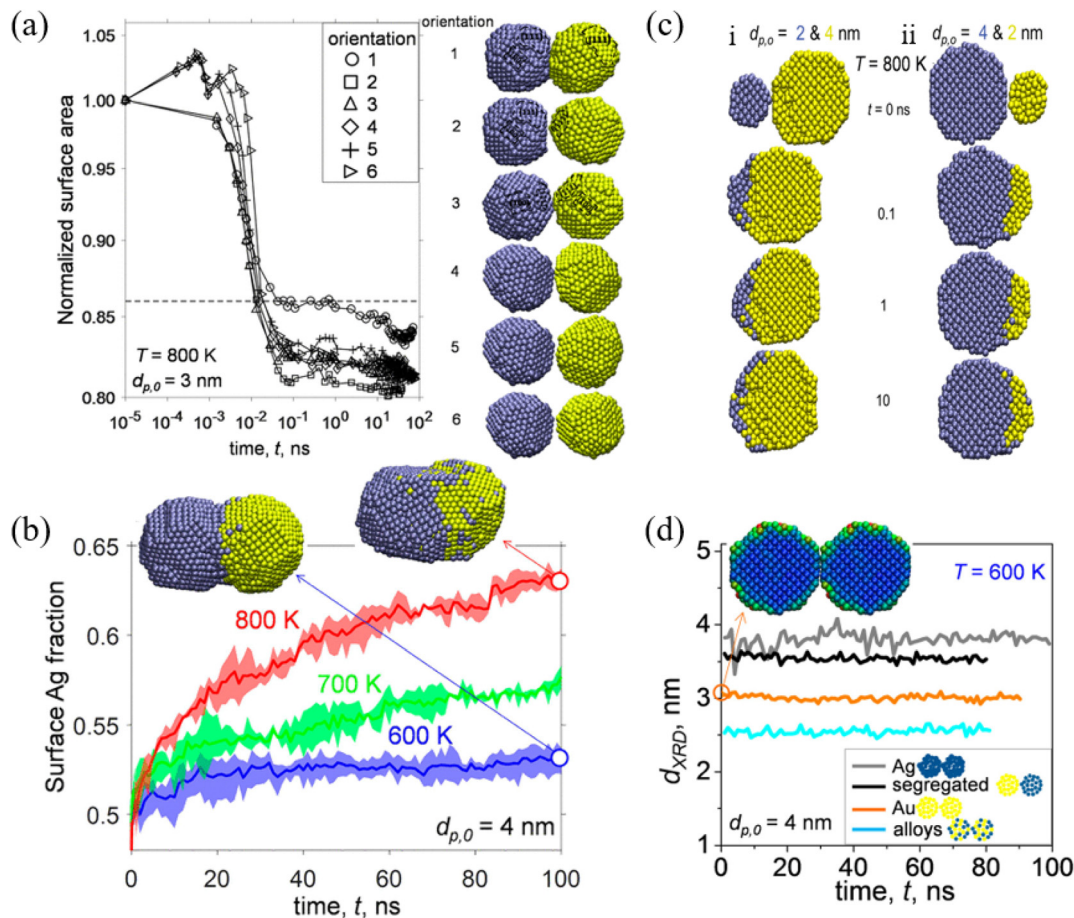 (a)
1.05
1.00
0.95
0.90
0.85
0.80
Normalized surface area
orientation
1
2
3
4
5
6
T = 800 K
d_{p,0} = 3 nm
10^{-5} 10^{-4} 10^{-3} 10^{-2} 10^{-1} 10^{0} 10^{1} 10^{2}
time, t, ns
orientation
1
2
3
4
5
6
(c)
i d_{p,o} = 2 & 4 nm
ii d_{p,o} = 4 & 2 nm
T = 800 K
t = 0 ns
0.1
1
10
(b)
0.65
0.6
0.55
0.5
Surface Ag fraction
800 K
700 K
600 K
d_{p,0} = 4 nm
0 20 40 60 80 100
time, t, ns
(d)
5
4
3
2
1
d_{XRD}, nm
T = 600 K
Ag
segregated
Au
alloys
d_{p,0} = 4 nm
0 20 40 60 80 100
time, t, ns